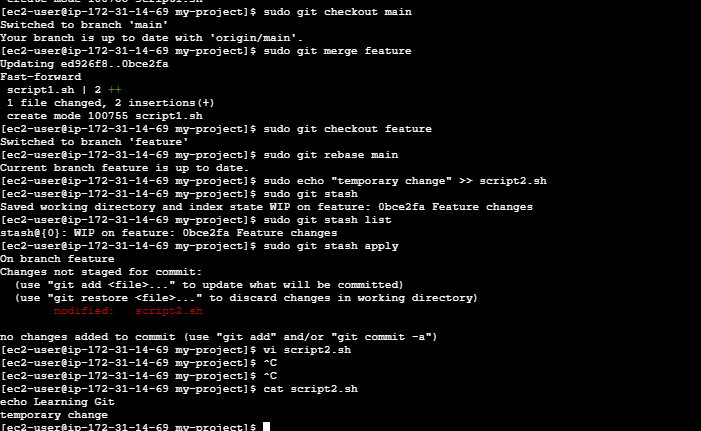 create mode 100755 script1.sh
[ec2-user@ip-172-31-14-69 my-project]$ sudo git checkout main
Switched to branch 'main'
Your branch is up to date with 'origin/main'.
[ec2-user@ip-172-31-14-69 my-project]$ sudo git merge feature
Updating ed926f8..0bce2fa
Fast-forward
 script1.sh | 2 ++
 1 file changed, 2 insertions(+)
 create mode 100755 script1.sh
[ec2-user@ip-172-31-14-69 my-project]$ sudo git checkout feature
Switched to branch 'feature'
[ec2-user@ip-172-31-14-69 my-project]$ sudo git rebase main
Current branch feature is up to date.
[ec2-user@ip-172-31-14-69 my-project]$ sudo echo "temporary change" >> script2.sh
[ec2-user@ip-172-31-14-69 my-project]$ sudo git stash
Saved working directory and index state WIP on feature: 0bce2fa Feature changes
[ec2-user@ip-172-31-14-69 my-project]$ sudo git stash list
stash@{0}: WIP on feature: 0bce2fa Feature changes
[ec2-user@ip-172-31-14-69 my-project]$ sudo git stash apply
On branch feature
Changes not staged for commit:
  (use "git add <file>..." to update what will be committed)
  (use "git restore <file>..." to discard changes in working directory)
        modified:   script2.sh

no changes added to commit (use "git add" and/or "git commit -a")
[ec2-user@ip-172-31-14-69 my-project]$ vi script2.sh
[ec2-user@ip-172-31-14-69 my-project]$ ^C
[ec2-user@ip-172-31-14-69 my-project]$ ^C
[ec2-user@ip-172-31-14-69 my-project]$ cat script2.sh
echo Learning Git
temporary change
[ec2-user@ip-172-31-14-69 my-project]$